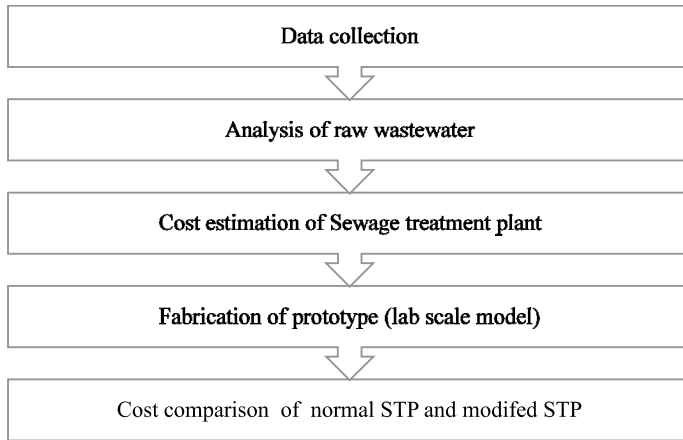 Data collection
Analysis of raw wastewater
Cost estimation of Sewage treatment plant
Fabrication of prototype (lab scale model)
Cost comparison of normal STP and modifed STP